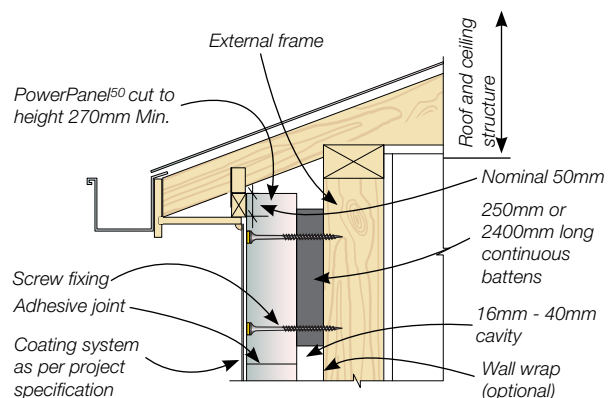 External frame
PowerPanel50 cut to
height 270mm Min.
Roof and ceiling
structure
Nominal 50mm
250mm or
2400mm long
continuous
battens
Screw fixing
Adhesive joint
Coating system
as per project
specification
16mm - 40mm
cavity
Wall wrap
(optional)